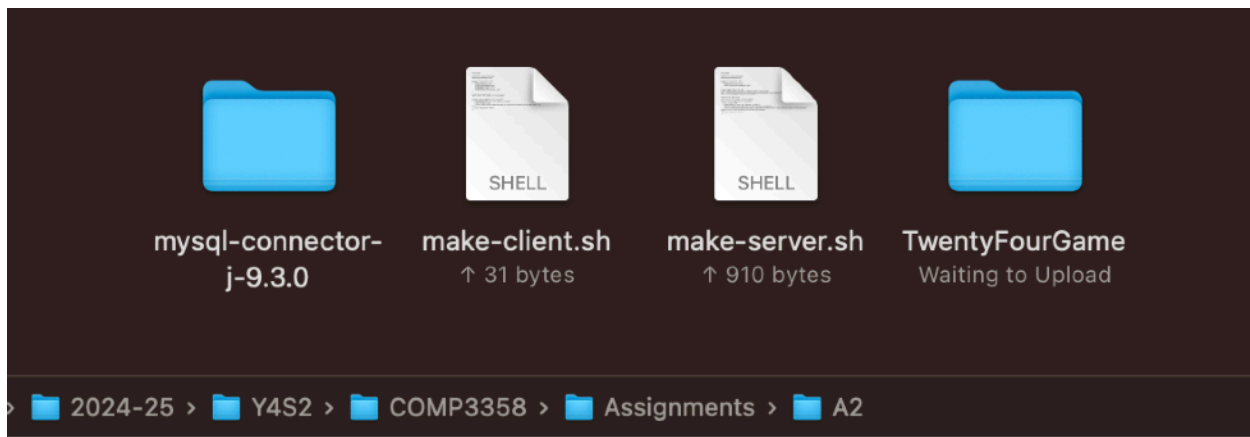 SHELL
SHELL
mysql-connector-
j-9.3.0
make-client.sh
↑ 31 bytes
make-server.sh
↑ 910 bytes
TwentyFourGame
Waiting to Upload
› 2024-25 › Y4S2 › COMP3358 › Assignments › A2